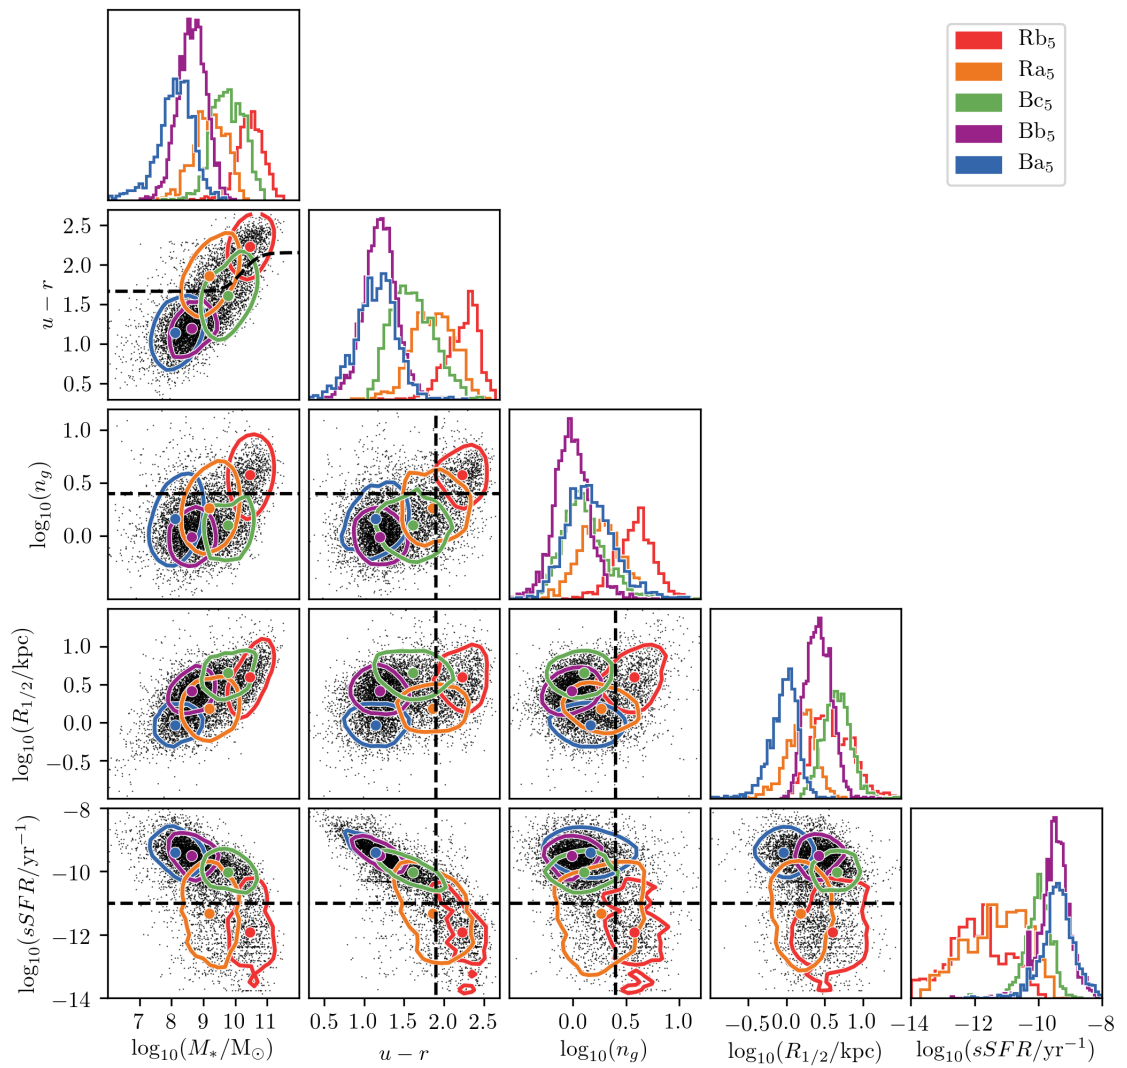 Rb₅
Ra₅
Bc₅
Bb₅
Ba₅
2.5
2.0
1.5
1.0
0.5
u − r
1.0
0.5
0.0
log₁₀(n_g)
1.0
0.5
0.0
−0.5
log₁₀(R₁/₂/kpc)
−8
−10
−12
−14
log₁₀(sSFR/yr⁻¹)
7 8 9 10 11
0.5 1.0 1.5 2.0 2.5
0.0 0.5 1.0
−0.5 0.0 0.5 1.0
−14 −12 −10 −8
log₁₀(M∗/M⊙)
u − r
log₁₀(n_g)
log₁₀(R₁/₂/kpc)
log₁₀(sSFR/yr⁻¹)